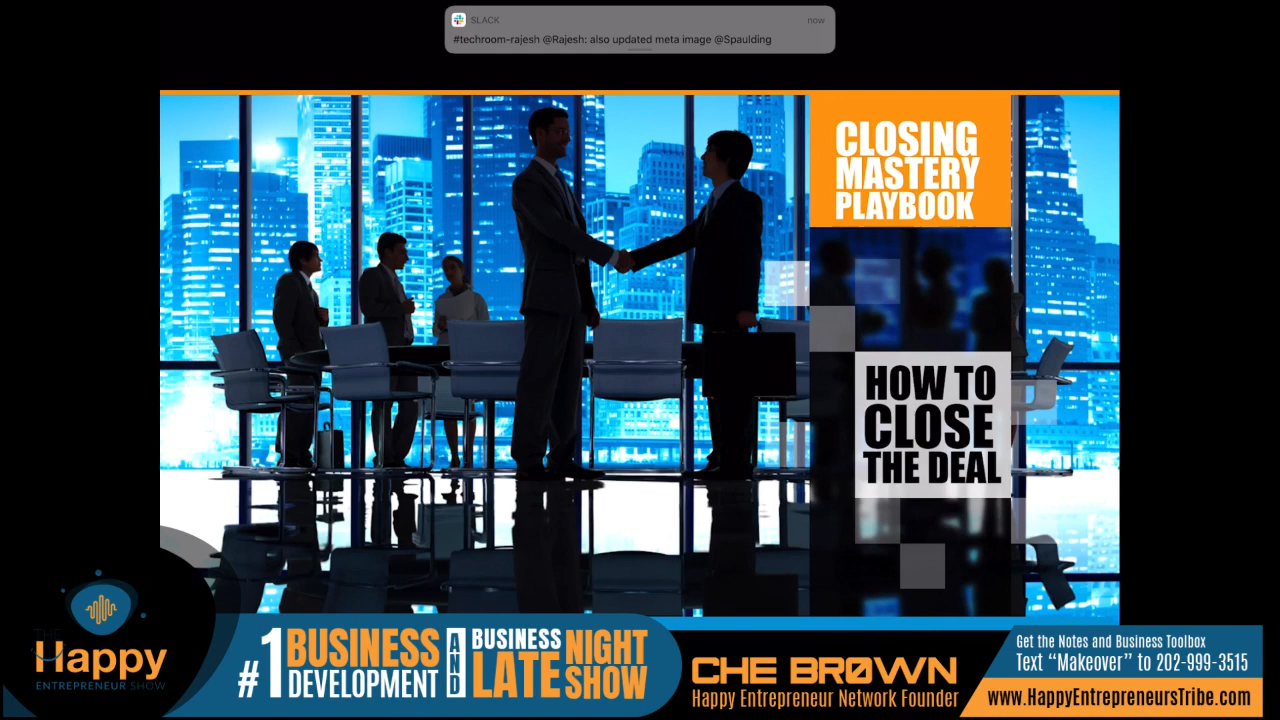 SLACK
now
#techroom-rajesh @Rajesh: also updated meta image @Spaulding
CLOSING
MASTERY
PLAYBOOK
HOW TO
CLOSE
THE DEAL
THE
Happy
ENTREPRENEUR SHOW
#1 BUSINESS
DEVELOPMENT
AND
BUSINESS
LATE
NIGHT
SHOW
CHE BRØWN
Happy Entrepreneur Network Founder
Get the Notes and Business Toolbox
Text “Makeover” to 202-999-3515
www.HappyEntrepreneursTribe.com